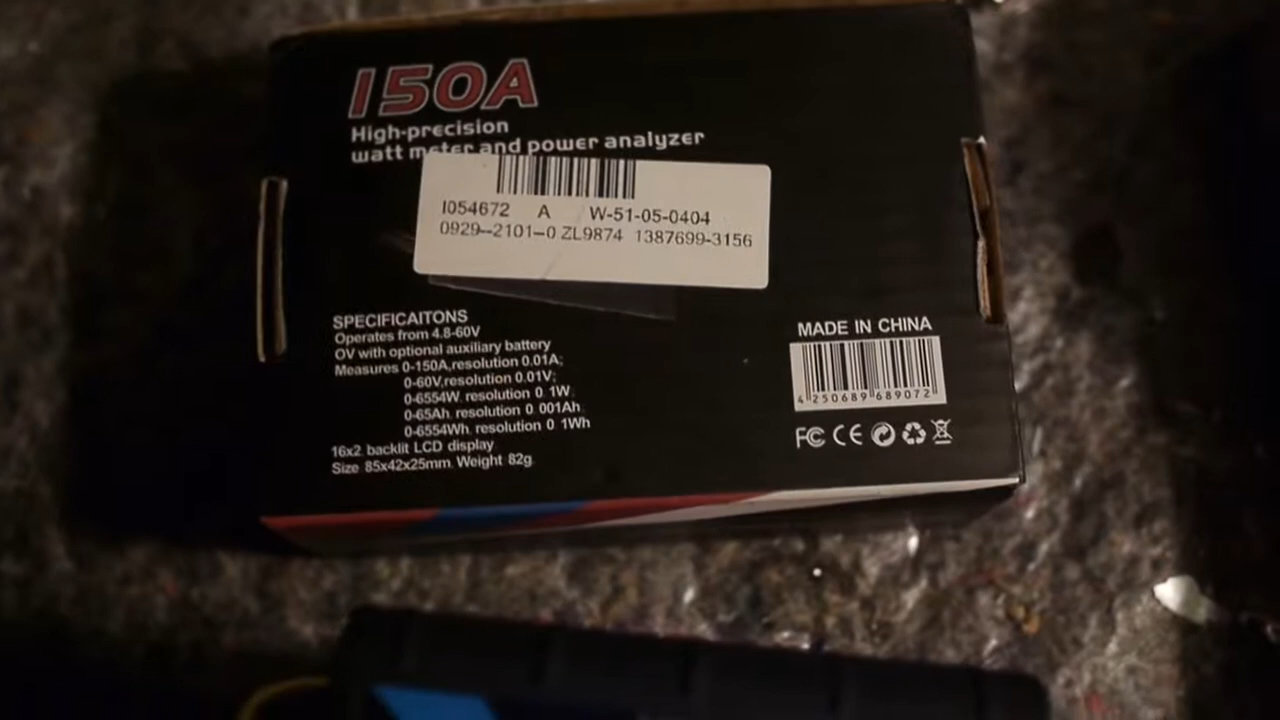 150A
High-precision
watt meter and power analyzer
I054672 A W-51-05-0404
0929--2101-0 ZL9874 1387699-3156
SPECIFICAITONS
Operates from 4.8-60V
OV with optional auxiliary battery
Measures 0-150A,resolution 0.01A;
0-60V,resolution 0.01V;
0-6554W, resolution 0 1W
0-65Ah, resolution 0 001Ah
0-6554Wh, resolution 0 1Wh
16x2 backlit LCD display
Size 85x42x25mm, Weight 82g
MADE IN CHINA
4 250689 689072
FC CE